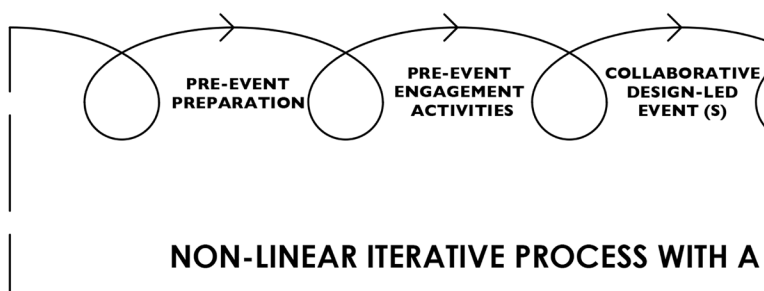 PRE-EVENT
PREPARATION
PRE-EVENT
ENGAGEMENT
ACTIVITIES
COLLABORATIVE
DESIGN-LED
EVENT (S)
NON-LINEAR ITERATIVE PROCESS WITH A